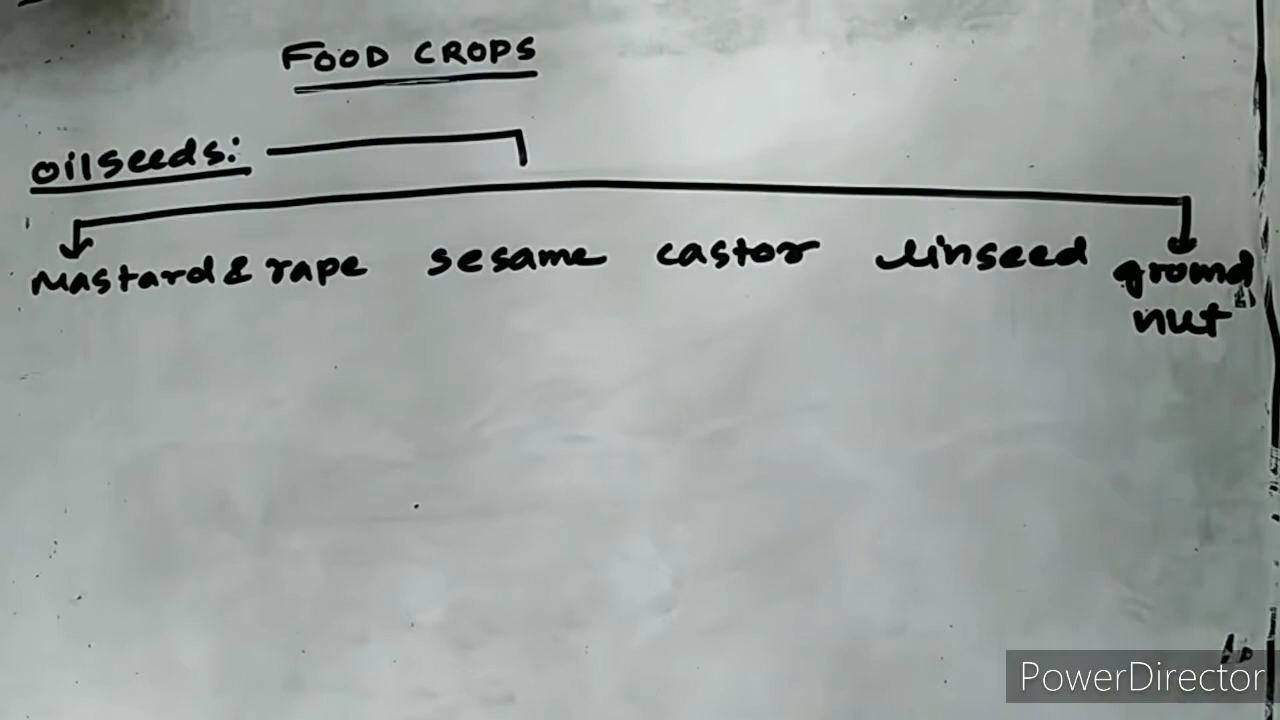 FOOD CROPS
oilseeds:
Mastard & rape sesame castor linseed ground
nut
PowerDirector